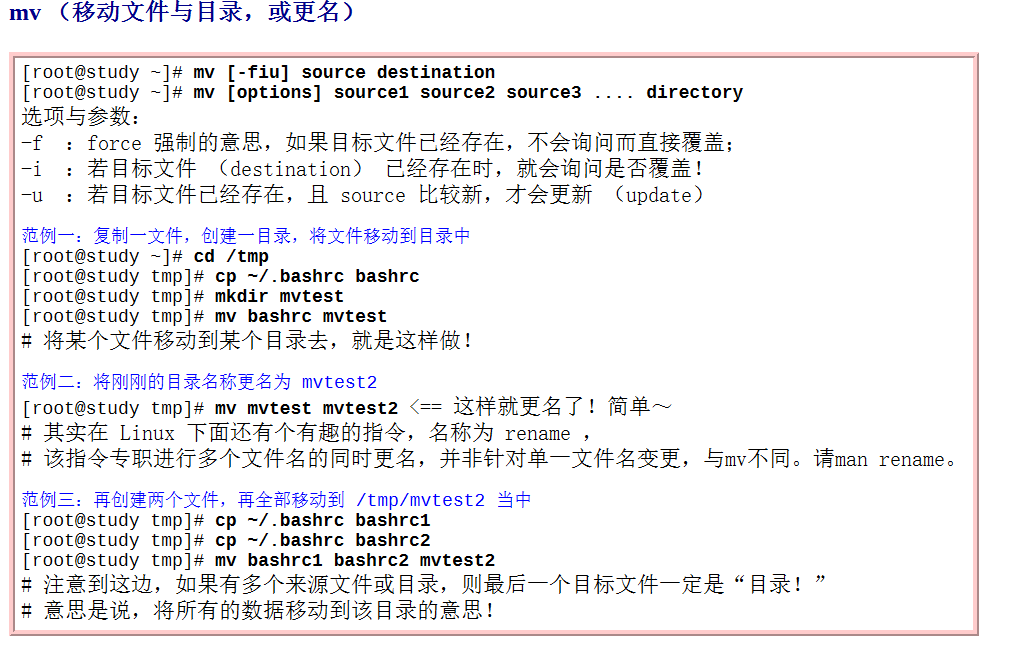 mv （移动文件与目录，或更名）
[root@study ~]# mv [-fiu] source destination
[root@study ~]# mv [options] source1 source2 source3 .... directory
选项与参数：
-f  ：force 强制的意思，如果目标文件已经存在，不会询问而直接覆盖；
-i  ：若目标文件 （destination） 已经存在时，就会询问是否覆盖！
-u  ：若目标文件已经存在，且 source 比较新，才会更新 （update）
范例一：复制一文件，创建一目录，将文件移动到目录中
[root@study ~]# cd /tmp
[root@study tmp]# cp ~/.bashrc bashrc
[root@study tmp]# mkdir mvtest
[root@study tmp]# mv bashrc mvtest
# 将某个文件移动到某个目录去，就是这样做！
范例二：将刚刚的目录名称更名为 mvtest2
[root@study tmp]# mv mvtest mvtest2 <== 这样就更名了！简单～
# 其实在 Linux 下面还有个有趣的指令，名称为 rename ，
# 该指令专职进行多个文件名的同时更名，并非针对单一文件名变更，与mv不同。请man rename。
范例三：再创建两个文件，再全部移动到 /tmp/mvtest2 当中
[root@study tmp]# cp ~/.bashrc bashrc1
[root@study tmp]# cp ~/.bashrc bashrc2
[root@study tmp]# mv bashrc1 bashrc2 mvtest2
# 注意到这边，如果有多个来源文件或目录，则最后一个目标文件一定是“目录！”
# 意思是说，将所有的数据移动到该目录的意思！